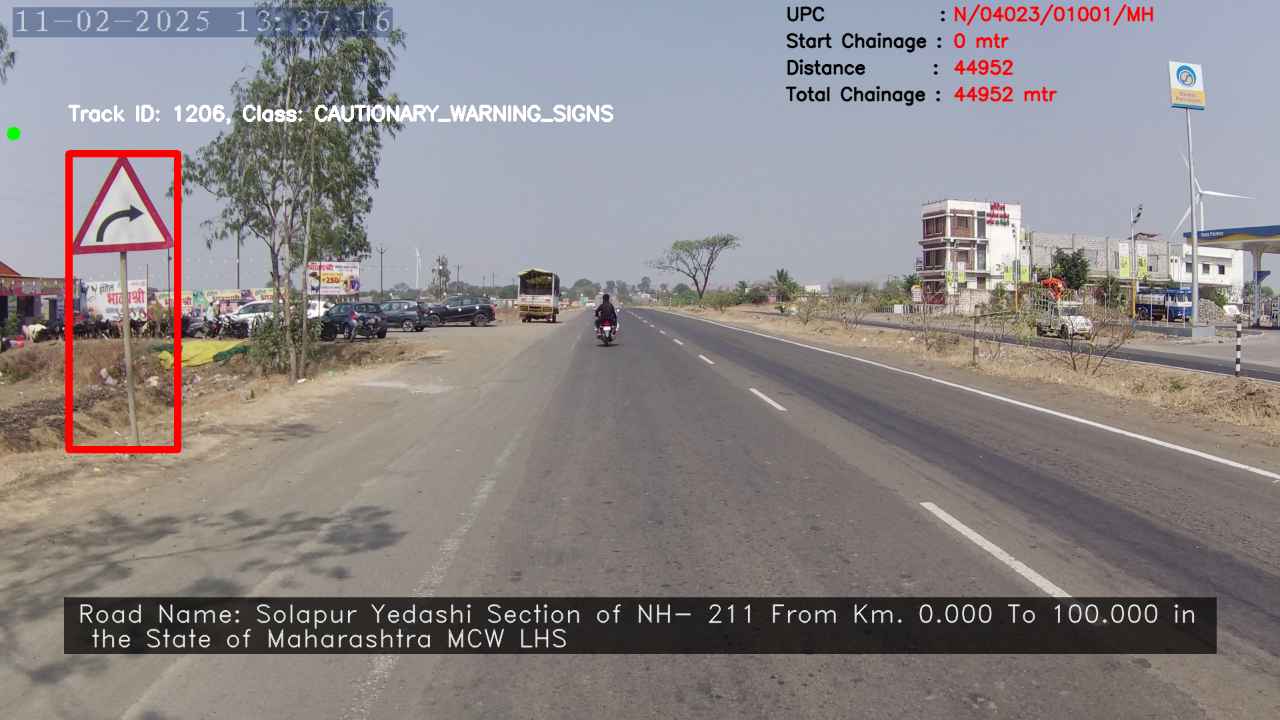 11-02-2025 13:37:16
UPC : N/04023/01001/MH
Start Chainage : 0 mtr
Distance : 44952
Total Chainage : 44952 mtr
Track ID: 1206, Class: CAUTIONARY_WARNING_SIGNS
Road Name: Solapur Yedashi Section of NH- 211 From Km. 0.000 To 100.000 in
the State of Maharashtra MCW LHS